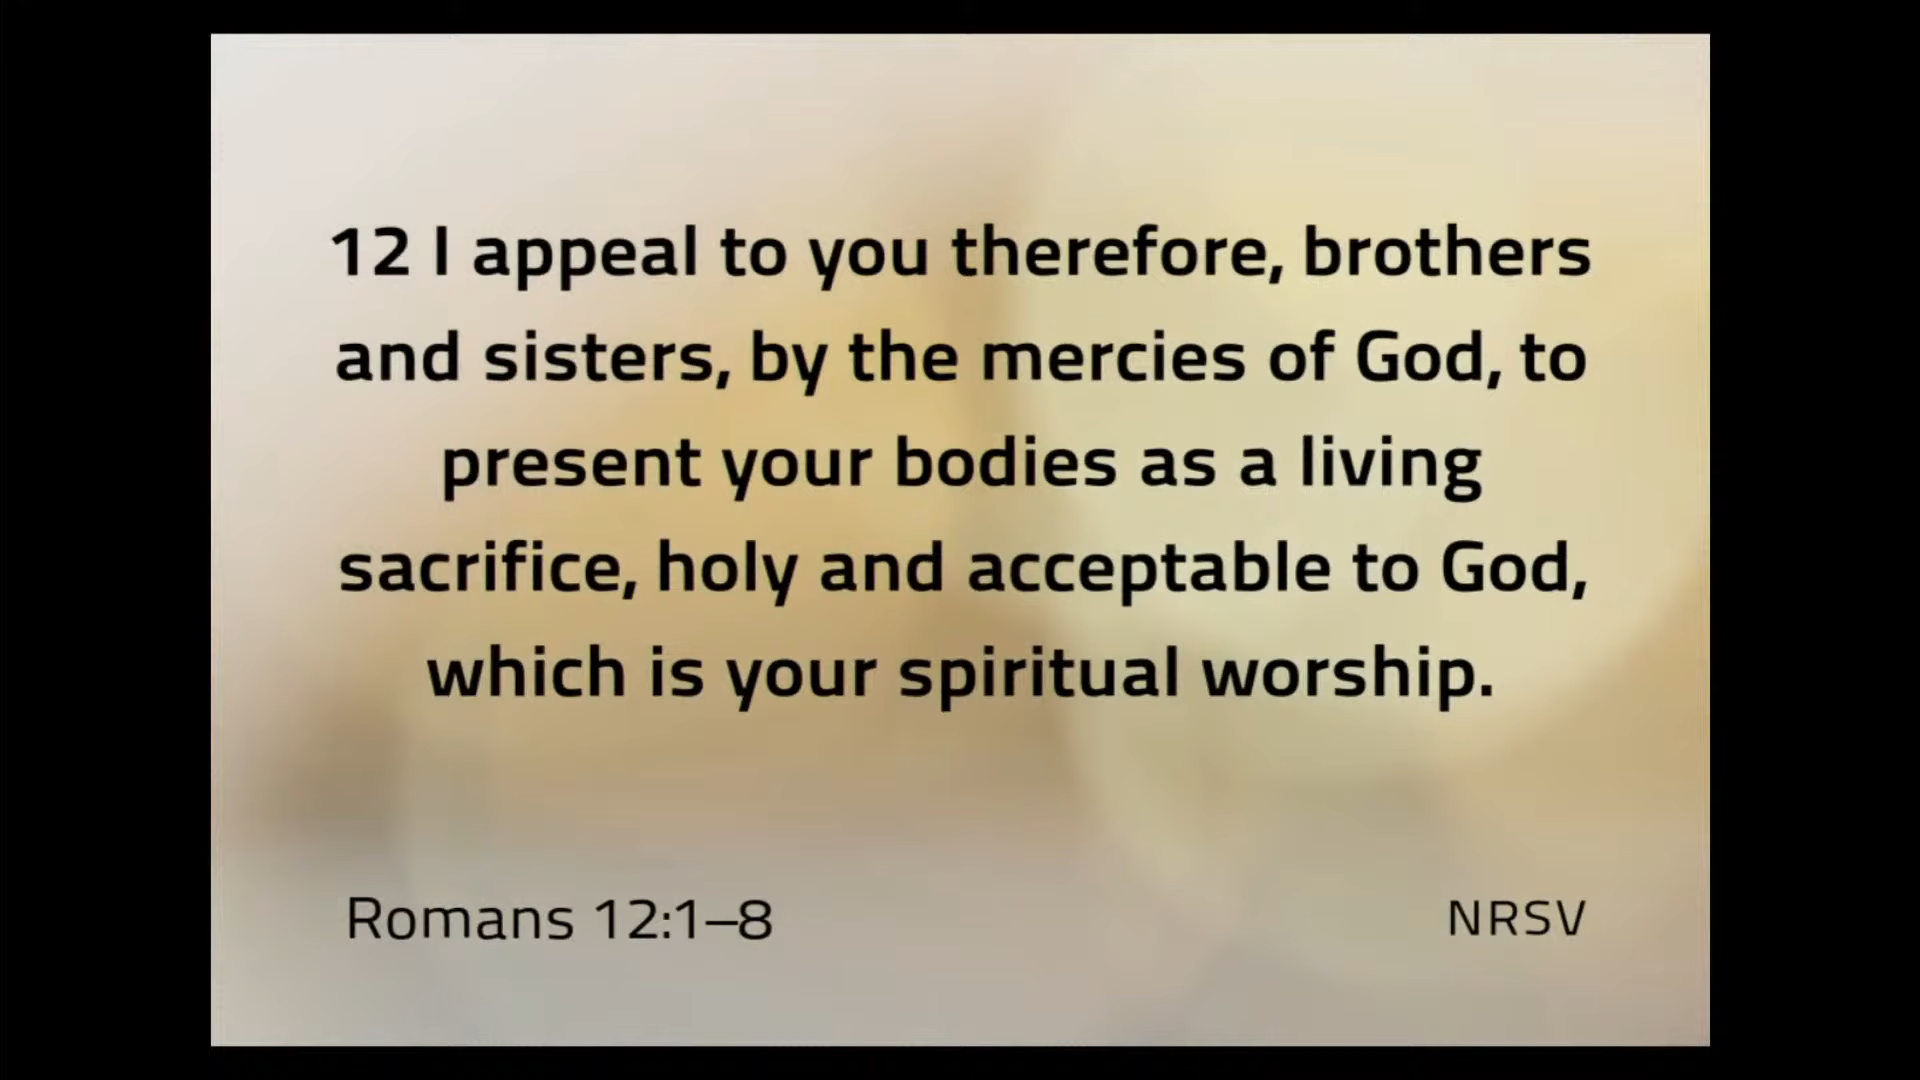 12 I appeal to you therefore, brothers
and sisters, by the mercies of God, to
present your bodies as a living
sacrifice, holy and acceptable to God,
which is your spiritual worship.
Romans 12:1–8
NRSV